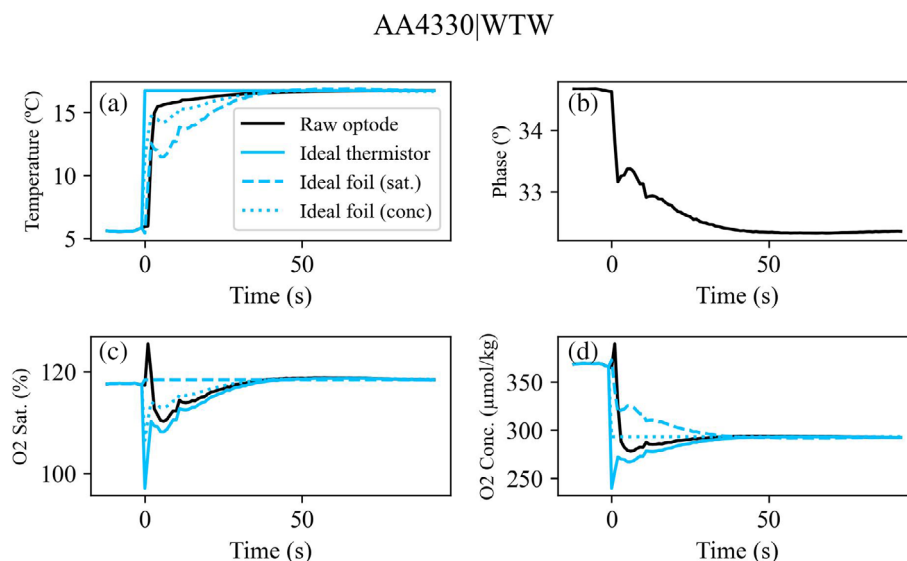 AA4330|WTW
(a)
Temperature (ºC)
15
10
5
0
50
Time (s)
Raw optode
Ideal thermistor
Ideal foil (sat.)
Ideal foil (conc)
(b)
Phase (º)
34
33
0
50
Time (s)
(c)
O2 Sat. (%)
120
100
0
50
Time (s)
(d)
O2 Conc. (µmol/kg)
350
300
250
0
50
Time (s)